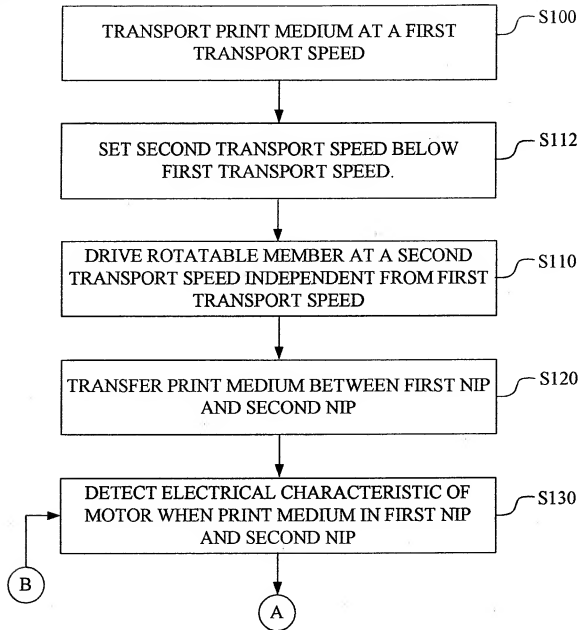 TRANSPORT PRINT MEDIUM AT A FIRST
TRANSPORT SPEED
S100
SET SECOND TRANSPORT SPEED BELOW
FIRST TRANSPORT SPEED.
S112
DRIVE ROTATABLE MEMBER AT A SECOND
TRANSPORT SPEED INDEPENDENT FROM FIRST
TRANSPORT SPEED
S110
TRANSFER PRINT MEDIUM BETWEEN FIRST NIP
AND SECOND NIP
S120
DETECT ELECTRICAL CHARACTERISTIC OF
MOTOR WHEN PRINT MEDIUM IN FIRST NIP
AND SECOND NIP
S130
B
A